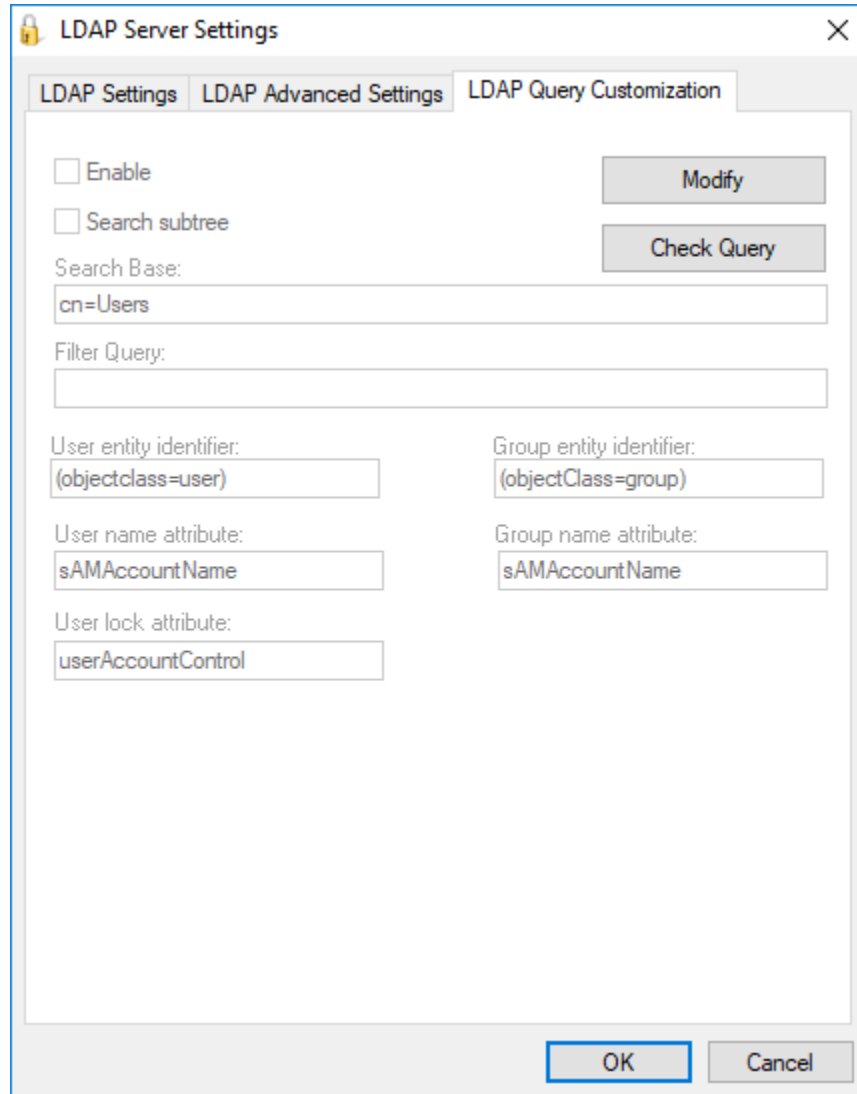 LDAP Server Settings
LDAP Settings LDAP Advanced Settings LDAP Query Customization
Enable
Modify
Search subtree
Check Query
Search Base:
cn=Users
Filter Query:
User entity identifier: Group entity identifier:
(objectclass=user) (objectClass=group)
User name attribute: Group name attribute:
sAMAccountName sAMAccountName
User lock attribute:
userAccountControl
OK Cancel